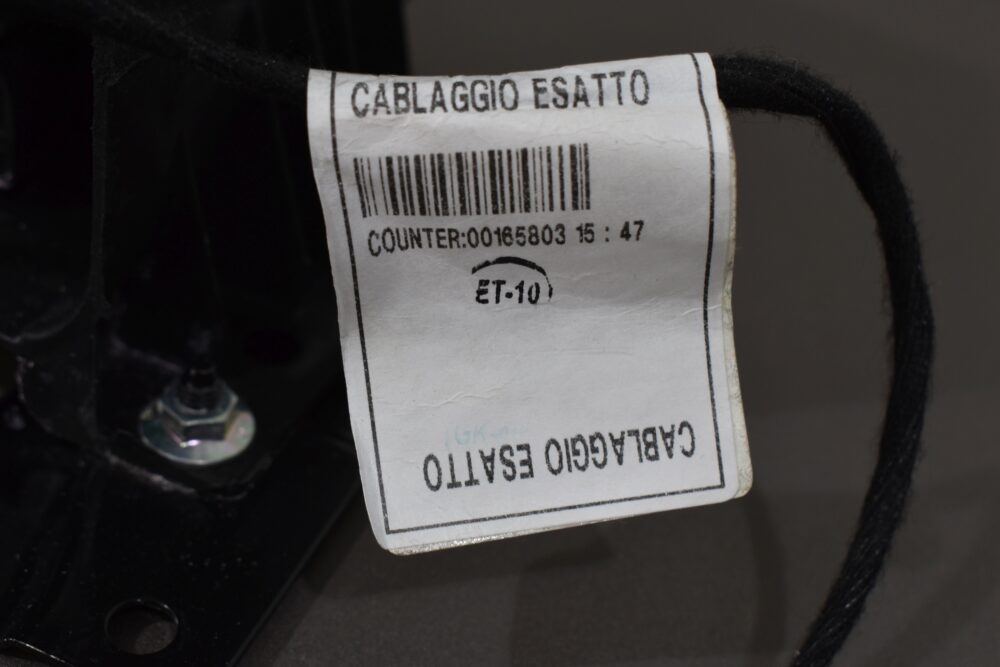 CABLAGGIO ESATTO
COUNTER:00165803 15 : 47
ET-10
CABLAGGIO ESATTO